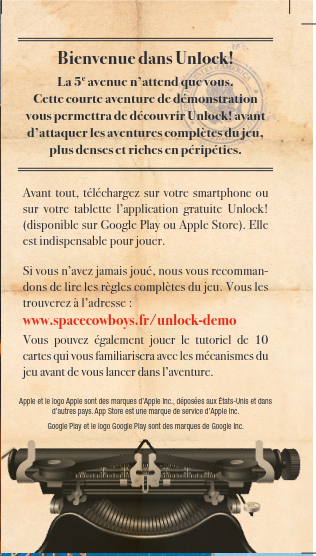 Bienvenue dans Unlock!
La 5e avenue n'attend que vous.
Cette courte aventure de démonstration
vous permettra de découvrir Unlock! avant
d'attaquer les aventures complètes du jeu,
plus denses et riches en péripéties.
Avant tout, téléchargez sur votre smartphone ou
sur votre tablette l'application gratuite Unlock!
(disponible sur Google Play ou Apple Store). Elle
est indispensable pour jouer.
Si vous n'avez jamais joué, nous vous recomman-
dons de lire les règles complètes du jeu. Vous les
trouverez à l'adresse :
www.spacecowboys.fr/unlock-demo
Vous pouvez également jouer le tutoriel de 10
cartes qui vous familiarisera avec les mécanismes du
jeu avant de vous lancer dans l'aventure.
Apple et le logo Apple sont des marques d'Apple Inc., déposées aux États-Unis et dans
d'autres pays. App Store est une marque de service d'Apple Inc.
Google Play et le logo Google Play sont des marques de Google Inc.